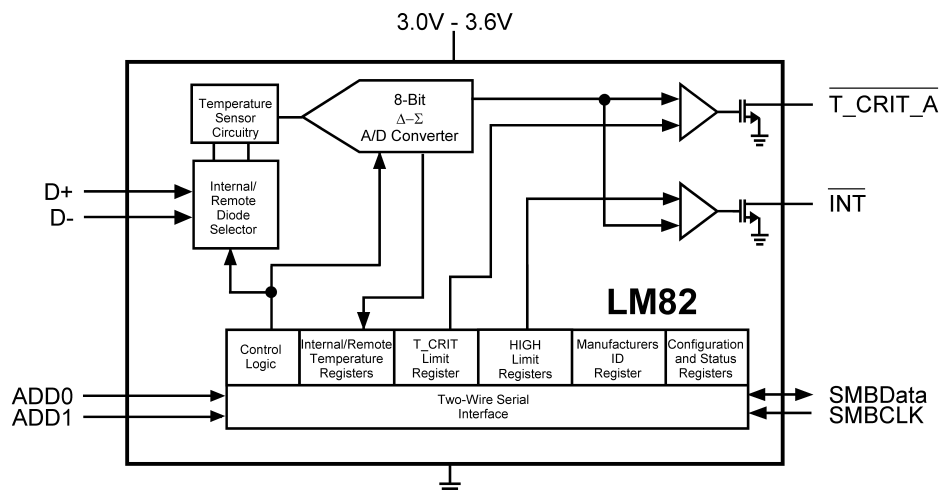 3.0V - 3.6V
Temperature
Sensor
Circuitry
8-Bit
Δ–Σ
A/D Converter
T_CRIT_A
D+
D-
Internal/
Remote
Diode
Selector
INT
LM82
Control
Logic
Internal/Remote
Temperature
Registers
T_CRIT
Limit
Register
HIGH
Limit
Registers
Manufacturers
ID
Register
Configuration
and Status
Registers
ADD0
ADD1
Two-Wire Serial
Interface
SMBData
SMBCLK